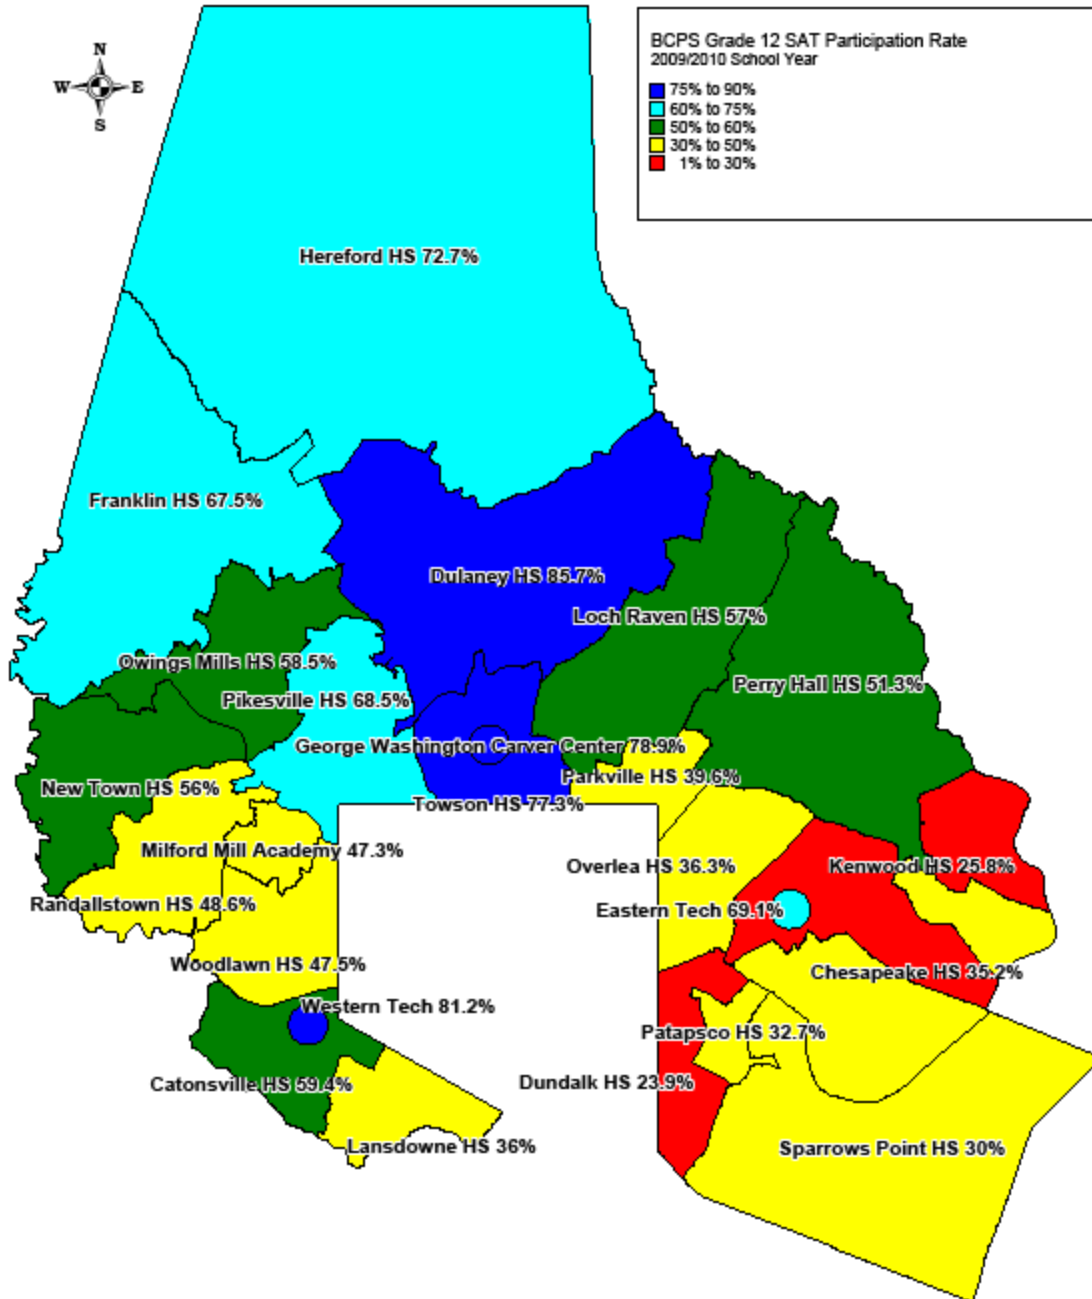 N
W E
S
BCPS Grade 12 SAT Participation Rate
2009/2010 School Year
75% to 90%
60% to 75%
50% to 60%
30% to 50%
1% to 30%
Hereford HS 72.7%
Franklin HS 67.5%
Dulaney HS 85.7%
Loch Raven HS 57%
Owings Mills HS 58.5%
Perry Hall HS 51.3%
Pikesville HS 68.5%
George Washington Carver Center 78.9%
Parkville HS 39.6%
New Town HS 56%
Towson HS 77.3%
Milford Mill Academy 47.3%
Overlea HS 36.3%
Kenwood HS 25.8%
Randallstown HS 48.6%
Eastern Tech 69.1%
Woodlawn HS 47.5%
Chesapeake HS 35.2%
Western Tech 81.2%
Patapsco HS 32.7%
Catonsville HS 59.4%
Dundalk HS 23.9%
Lansdowne HS 36%
Sparrows Point HS 30%